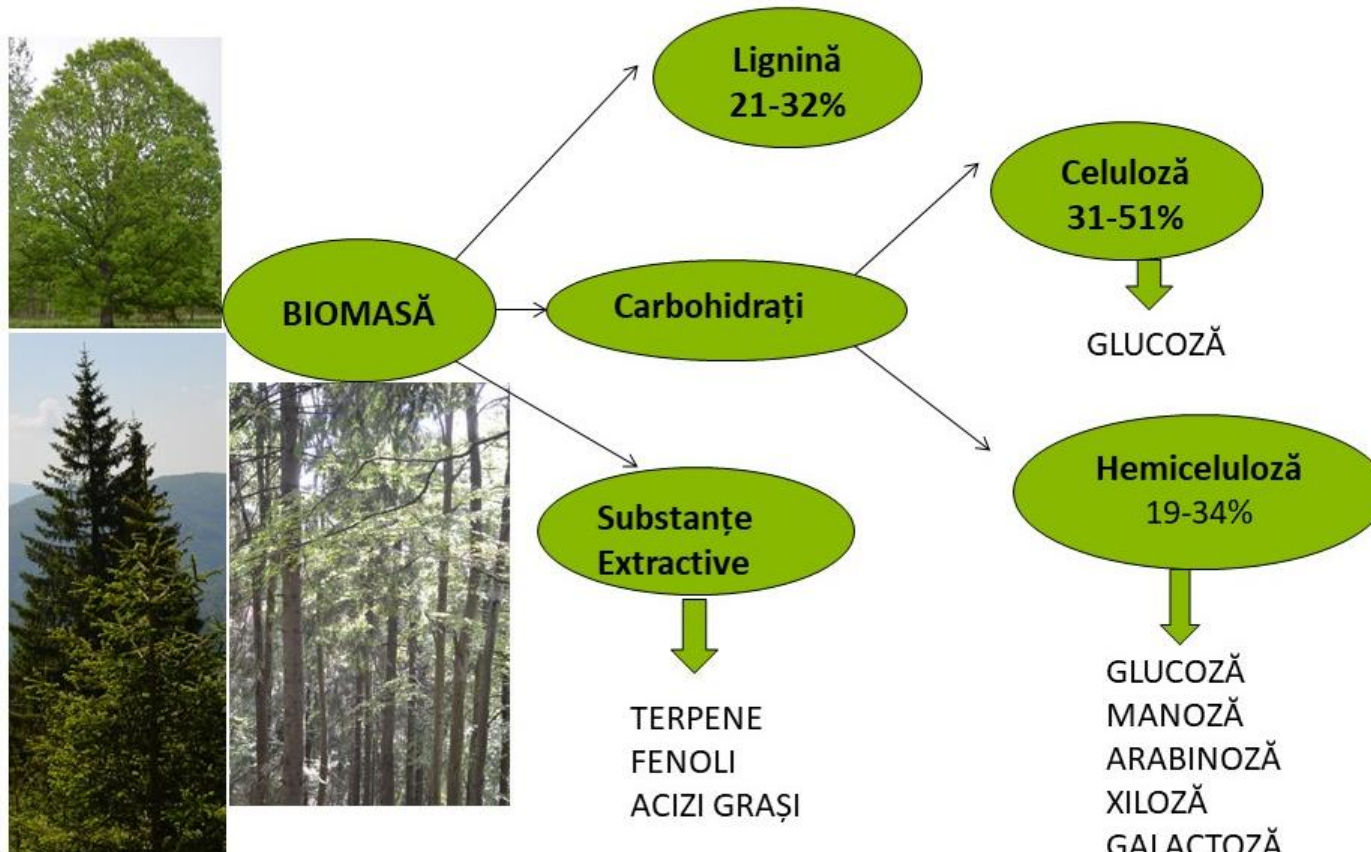 Lignină
21-32%
Celuloză
31-51%
BIOMASĂ
Carbohidrați
GLUCOZĂ
Hemiceluloză
19-34%
Substanțe
Extractive
TERPENE
FENOLI
ACIZI GRAȘI
GLUCOZĂ
MANOZĂ
ARABINOZĂ
XILOZĂ
GALACTOZĂ